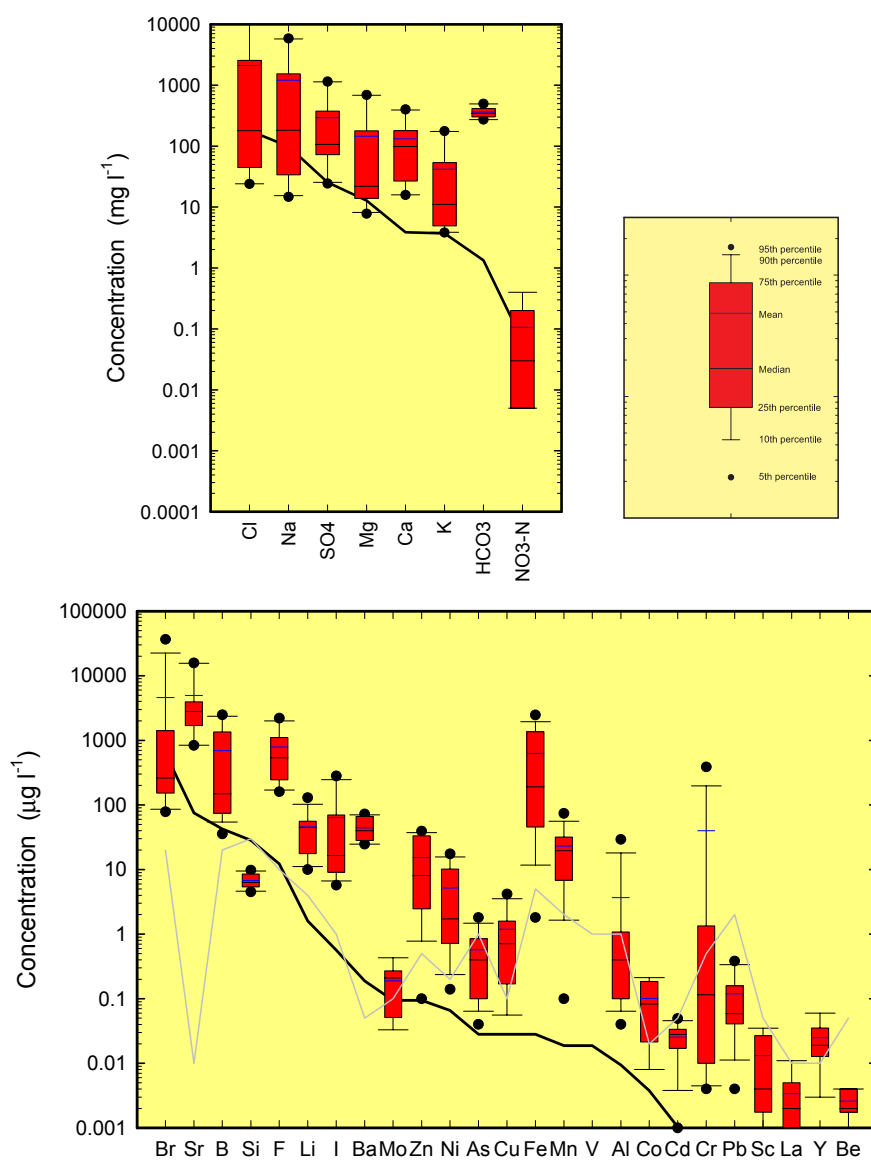 Concentration (mg l-1)
10000
1000
100
10
1
0.1
0.01
0.001
0.0001
Cl
Na
SO4
Mg
Ca
K
HCO3
NO3-N
95th percentile
90th percentile
75th percentile
Mean
Median
25th percentile
10th percentile
5th percentile
Concentration (µg l-1)
100000
10000
1000
100
10
1
0.1
0.01
0.001
Br Sr B Si F Li I Ba Mo Zn Ni As Cu Fe Mn V Al Co Cd Cr Pb Sc La Y Be